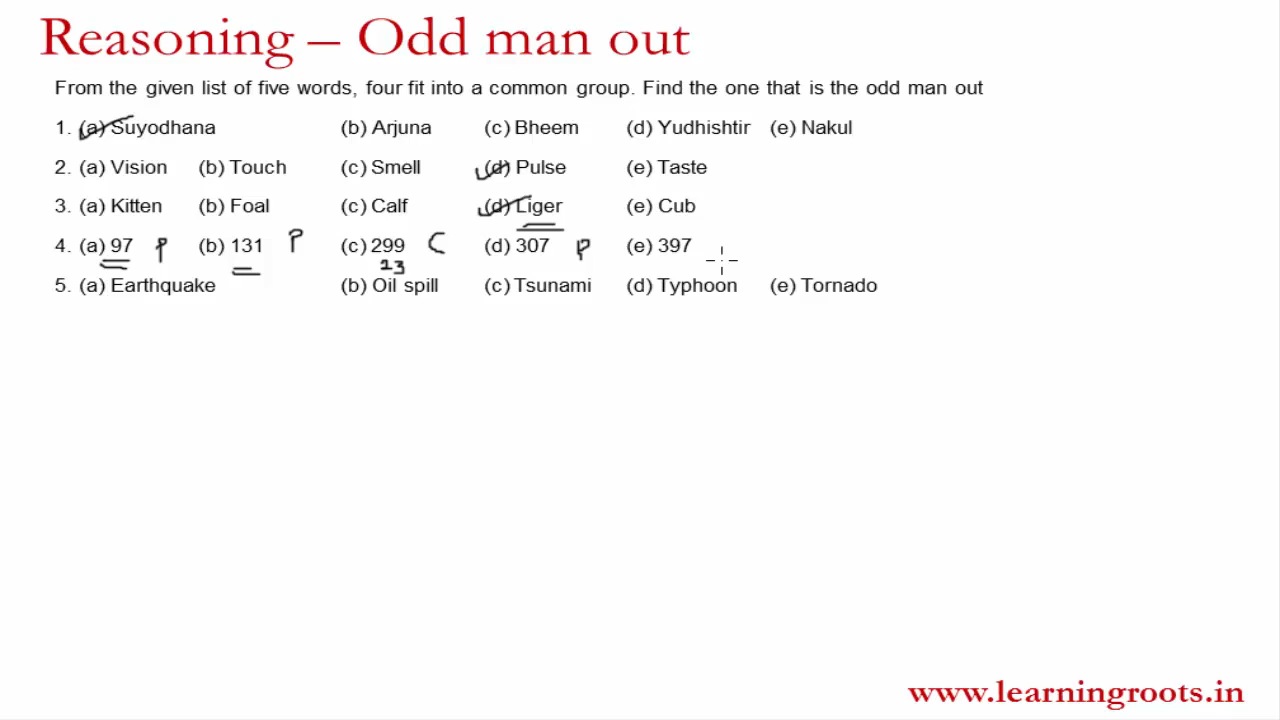 Reasoning – Odd man out
From the given list of five words, four fit into a common group. Find the one that is the odd man out
1. (a) Suyodhana (b) Arjuna (c) Bheem (d) Yudhishtir (e) Nakul
2. (a) Vision (b) Touch (c) Smell (d) Pulse (e) Taste
3. (a) Kitten (b) Foal (c) Calf (d) Liger (e) Cub
4. (a) 97 P (b) 131 P (c) 299 C (d) 307 P (e) 397
23
5. (a) Earthquake (b) Oil spill (c) Tsunami (d) Typhoon (e) Tornado
www.learningroots.in